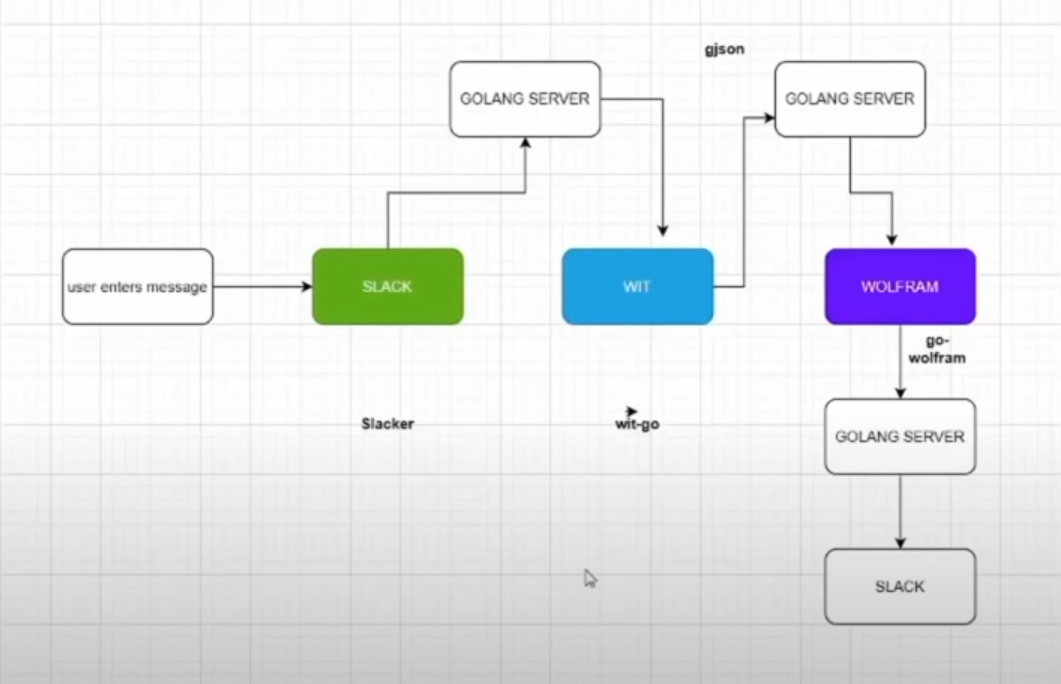 gjson
GOLANG SERVER
GOLANG SERVER
user enters message
SLACK
WIT
WOLFRAM
go-
wolfram
Slacker
wit-go
GOLANG SERVER
SLACK